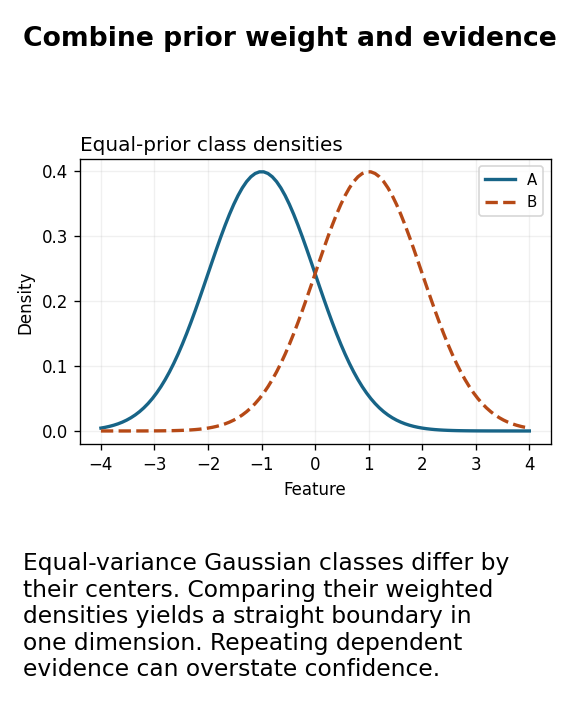 Combine prior weight and evidence
Equal-prior class densities
A
B
0.4
0.3
0.2
0.1
0.0
Density
−4 −3 −2 −1 0 1 2 3 4
Feature
Equal-variance Gaussian classes differ by
their centers. Comparing their weighted
densities yields a straight boundary in
one dimension. Repeating dependent
evidence can overstate confidence.